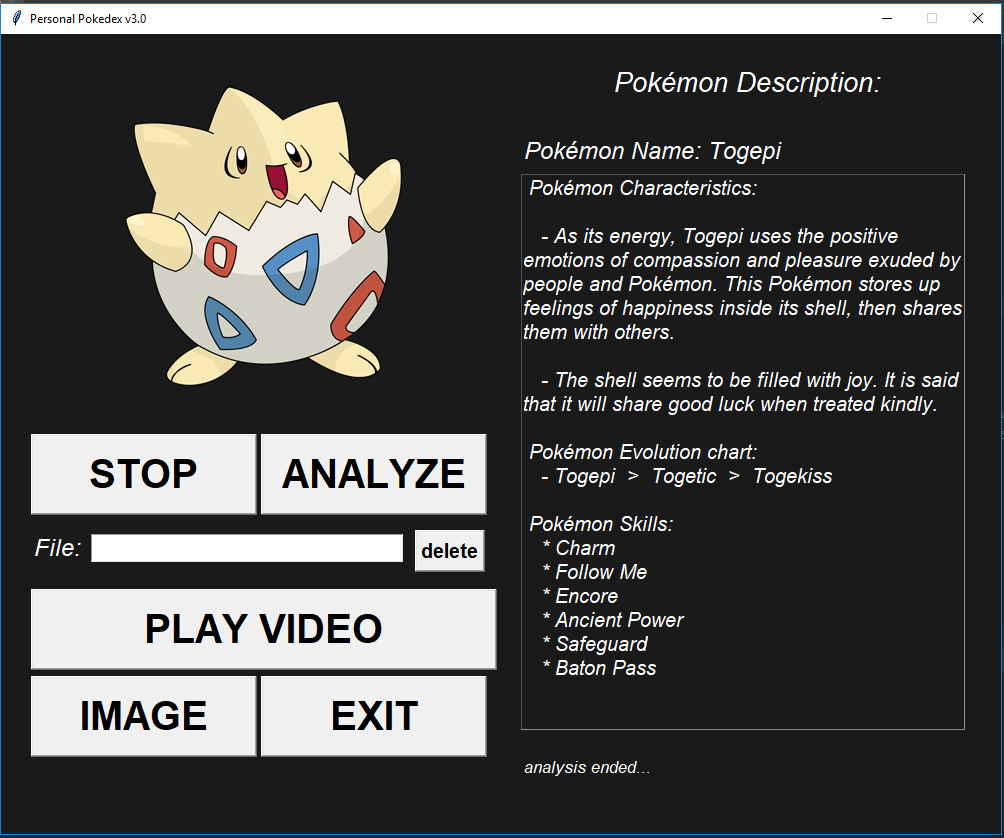 Personal Pokedex v3.0
Pokémon Description:
Pokémon Name: Togepi
Pokémon Characteristics:
- As its energy, Togepi uses the positive
emotions of compassion and pleasure exuded by
people and Pokémon. This Pokémon stores up
feelings of happiness inside its shell, then shares
them with others.
- The shell seems to be filled with joy. It is said
that it will share good luck when treated kindly.
Pokémon Evolution chart:
- Togepi > Togetic > Togekiss
Pokémon Skills:
* Charm
* Follow Me
* Encore
* Ancient Power
* Safeguard
* Baton Pass
analysis ended...
STOP ANALYZE
File: delete
PLAY VIDEO
IMAGE EXIT